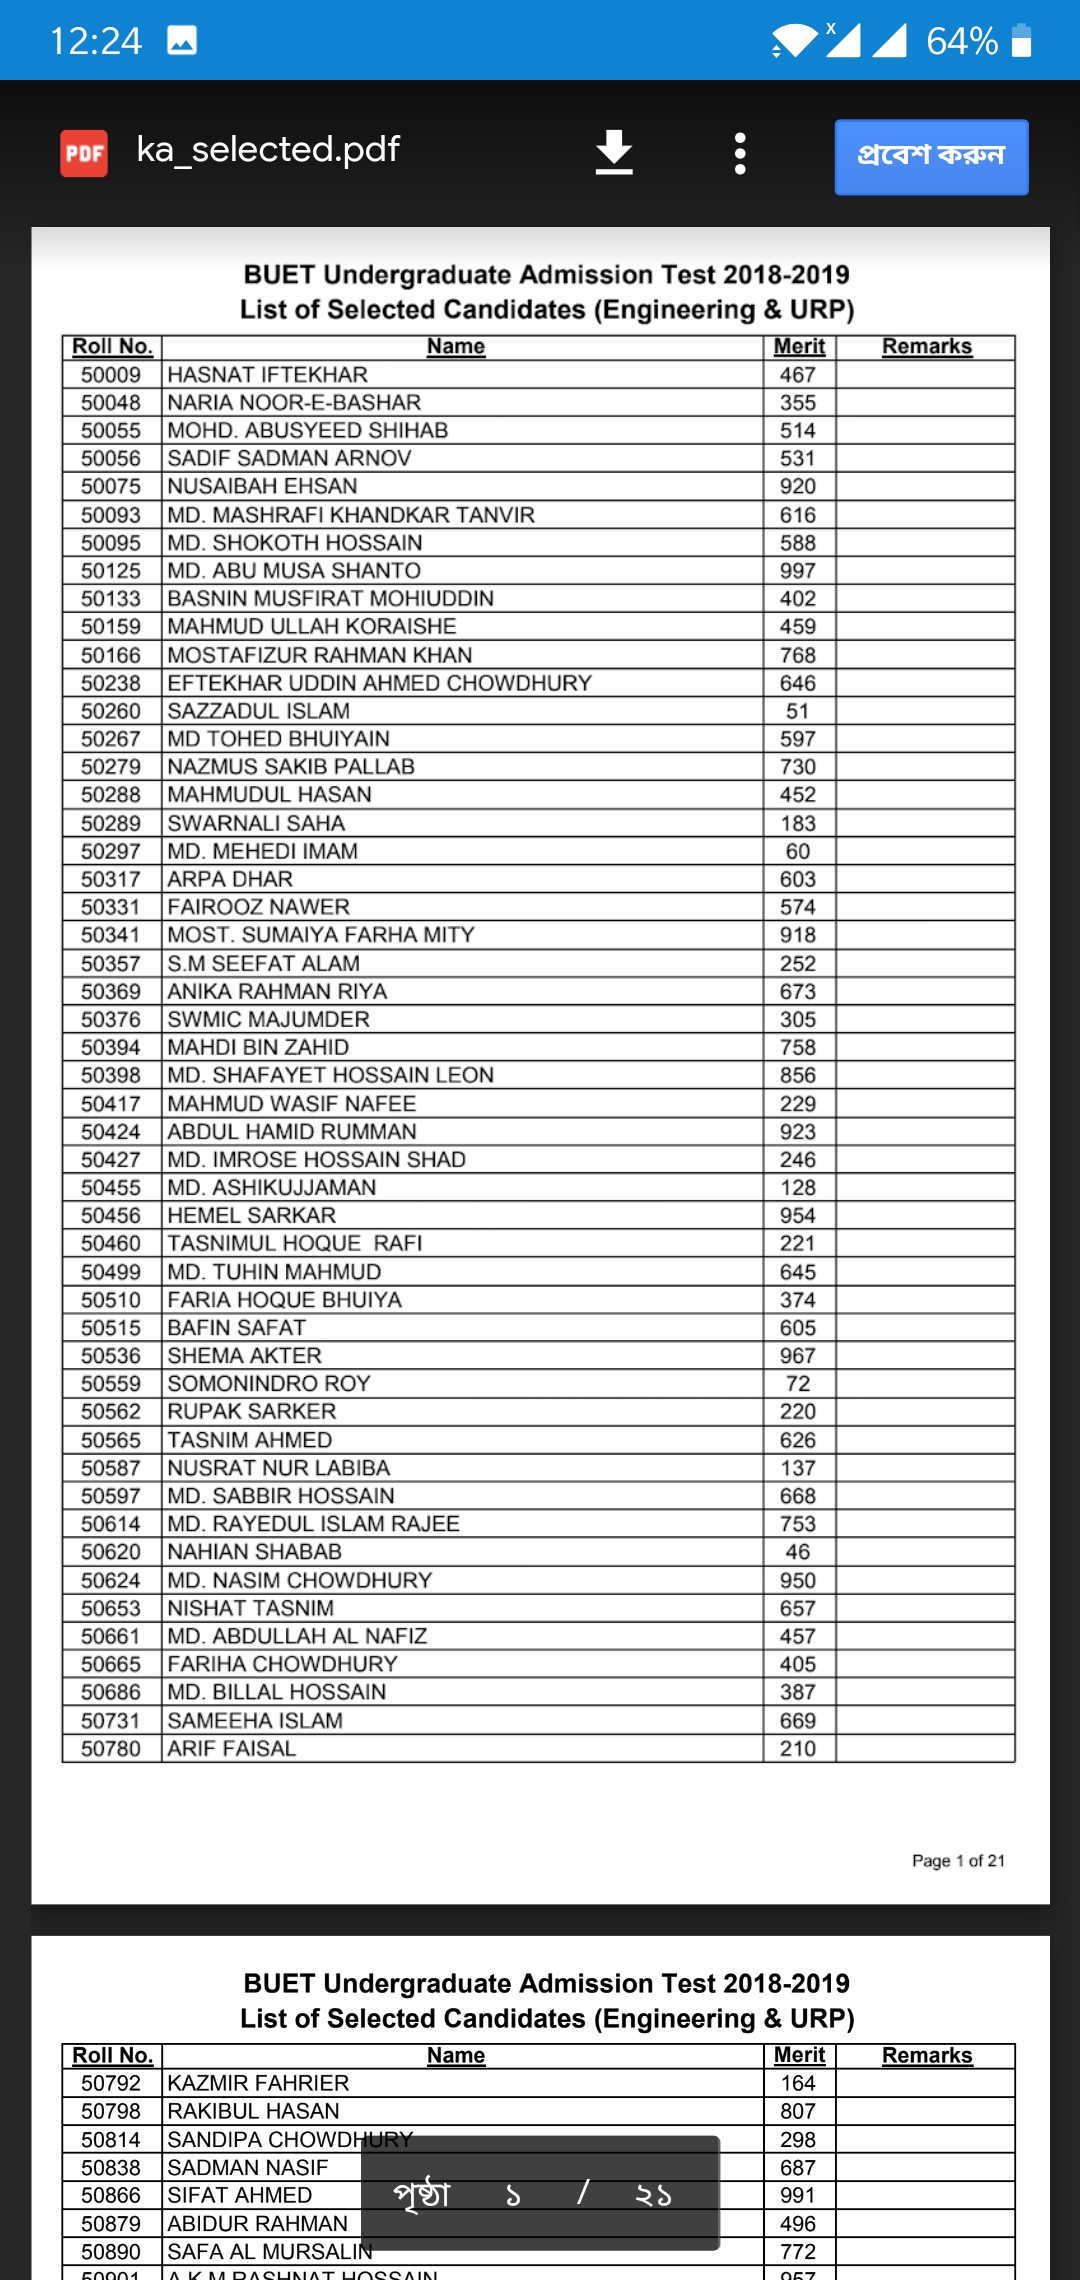 12:24 x 64%
PDF ka_selected.pdf প্রবেশ করুন
BUET Undergraduate Admission Test 2018-2019
List of Selected Candidates (Engineering & URP)
Roll No. Name Merit Remarks
50009 HASNAT IFTEKHAR 467
50048 NARIA NOOR-E-BASHAR 355
50055 MOHD. ABUSYEED SHIHAB 514
50056 SADIF SADMAN ARNOV 531
50075 NUSAIBAH EHSAN 920
50093 MD. MASHRAFI KHANDKAR TANVIR 616
50095 MD. SHOKOTH HOSSAIN 588
50125 MD. ABU MUSA SHANTO 997
50133 BASNIN MUSFIRAT MOHIUDDIN 402
50159 MAHMUD ULLAH KORAISHE 459
50166 MOSTAFIZUR RAHMAN KHAN 768
50238 EFTEKHAR UDDIN AHMED CHOWDHURY 646
50260 SAZZADUL ISLAM 51
50267 MD TOHED BHUIYAIN 597
50279 NAZMUS SAKIB PALLAB 730
50288 MAHMUDUL HASAN 452
50289 SWARNALI SAHA 183
50297 MD. MEHEDI IMAM 60
50317 ARPA DHAR 603
50331 FAIROOZ NAWER 574
50341 MOST. SUMAIYA FARHA MITY 918
50357 S.M SEEFAT ALAM 252
50369 ANIKA RAHMAN RIYA 673
50376 SWMIC MAJUMDER 305
50394 MAHDI BIN ZAHID 758
50398 MD. SHAFAYET HOSSAIN LEON 856
50417 MAHMUD WASIF NAFEE 229
50424 ABDUL HAMID RUMMAN 923
50427 MD. IMROSE HOSSAIN SHAD 246
50455 MD. ASHIKUJJAMAN 128
50456 HEMEL SARKAR 954
50460 TASNIMUL HOQUE RAFI 221
50499 MD. TUHIN MAHMUD 645
50510 FARIA HOQUE BHUIYA 374
50515 BAFIN SAFAT 605
50536 SHEMA AKTER 967
50559 SOMONINDRO ROY 72
50562 RUPAK SARKER 220
50565 TASNIM AHMED 626
50587 NUSRAT NUR LABIBA 137
50597 MD. SABBIR HOSSAIN 668
50614 MD. RAYEDUL ISLAM RAJEE 753
50620 NAHIAN SHABAB 46
50624 MD. NASIM CHOWDHURY 950
50653 NISHAT TASNIM 657
50661 MD. ABDULLAH AL NAFIZ 457
50665 FARIHA CHOWDHURY 405
50686 MD. BILLAL HOSSAIN 387
50731 SAMEEHA ISLAM 669
50780 ARIF FAISAL 210
Page 1 of 21
BUET Undergraduate Admission Test 2018-2019
List of Selected Candidates (Engineering & URP)
Roll No. Name Merit Remarks
50792 KAZMIR FAHRIER 164
50798 RAKIBUL HASAN 807
50814 SANDIPA CHOWDHURY 298
50838 SADMAN NASIF 687
50866 SIFAT AHMED 991
পৃষ্ঠা ১ / ২১
50879 ABIDUR RAHMAN 496
50890 SAFA AL MURSALIN 772
50901 A.K.M RASHNAT HOSSAIN 957